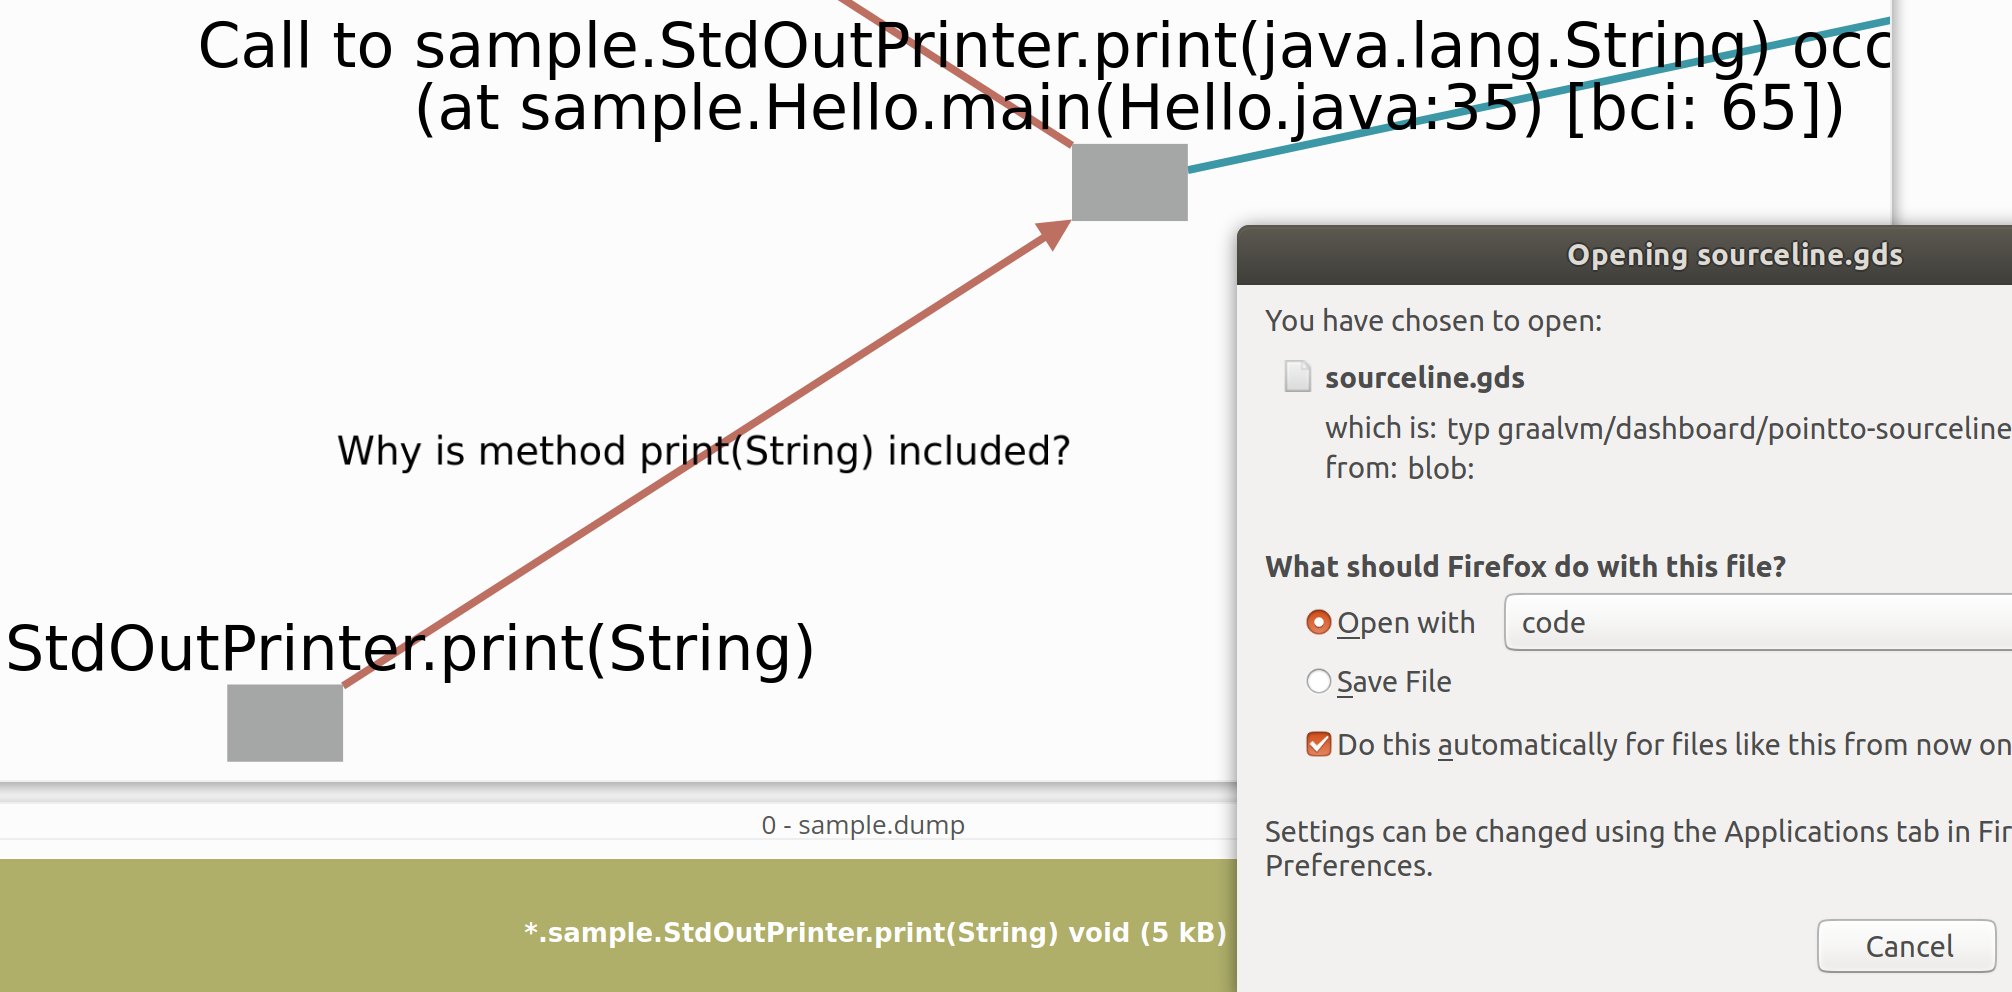 Call to sample.StdOutPrinter.print(java.lang.String) occ
(at sample.Hello.main(Hello.java:35) [bci: 65])
Why is method print(String) included?
StdOutPrinter.print(String)
0 - sample.dump
*.sample.StdOutPrinter.print(String) void (5 kB)
Opening sourceline.gds
You have chosen to open:
sourceline.gds
which is: typ graalvm/dashboard/pointto-sourceline
from: blob:
What should Firefox do with this file?
Open with code
Save File
Do this automatically for files like this from now on
Settings can be changed using the Applications tab in Fir
Preferences.
Cancel